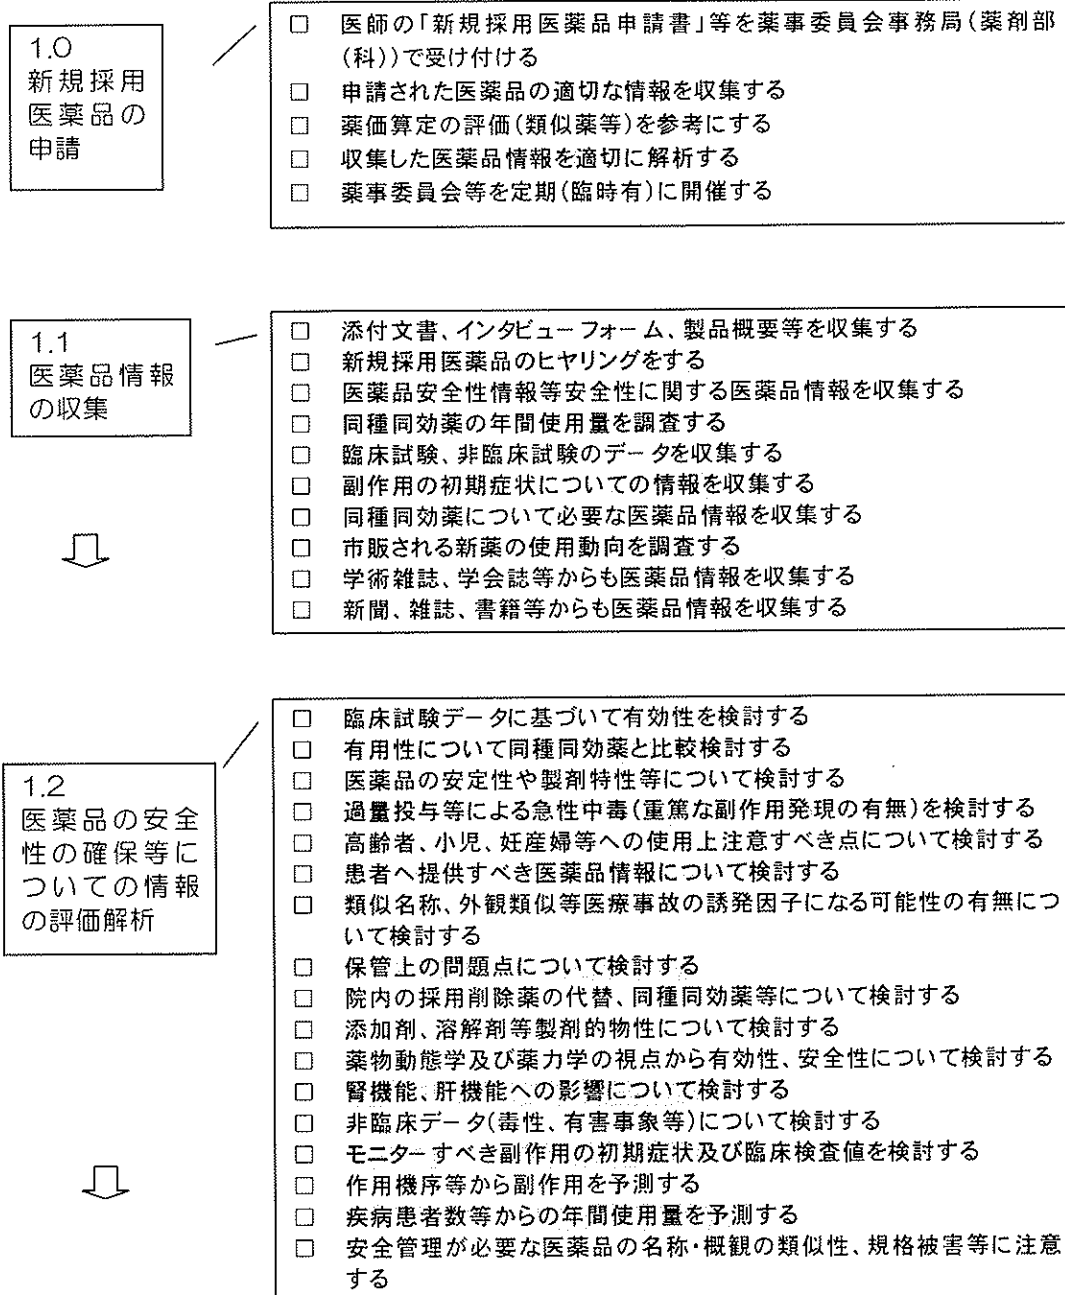 1.0
新規採用
医薬品の
申請
□ 医師の「新規採用医薬品申請書」等を薬事委員会事務局(薬剤部
(科))で受け付ける
□ 申請された医薬品の適切な情報を収集する
□ 薬価算定の評価(類似薬等)を参考にする
□ 収集した医薬品情報を適切に解析する
□ 薬事委員会等を定期(臨時有)に開催する
1.1
医薬品情報
の収集
□ 添付文書、インタビューフォーム、製品概要等を収集する
□ 新規採用医薬品のヒヤリングをする
□ 医薬品安全性情報等安全性に関する医薬品情報を収集する
□ 同種同効薬の年間使用量を調査する
□ 臨床試験、非臨床試験のデータを収集する
□ 副作用の初期症状についての情報を収集する
□ 同種同効薬について必要な医薬品情報を収集する
□ 市販される新薬の使用動向を調査する
□ 学術雑誌、学会誌等からも医薬品情報を収集する
□ 新聞、雑誌、書籍等からも医薬品情報を収集する
1.2
医薬品の安全
性の確保等に
ついての情報
の評価解析
□ 臨床試験データに基づいて有効性を検討する
□ 有用性について同種同効薬と比較検討する
□ 医薬品の安定性や製剤特性等について検討する
□ 過量投与等による急性中毒(重篤な副作用発現の有無)を検討する
□ 高齢者、小児、妊産婦等への使用上注意すべき点について検討する
□ 患者へ提供すべき医薬品情報について検討する
□ 類似名称、外観類似等医療事故の誘発因子になる可能性の有無につ
いて検討する
□ 保管上の問題点について検討する
□ 院内の採用削除薬の代替、同種同効薬等について検討する
□ 添加剤、溶解剤等製剤的物性について検討する
□ 薬物動態学及び薬力学の視点から有効性、安全性について検討する
□ 腎機能、肝機能への影響について検討する
□ 非臨床データ(毒性、有害事象等)について検討する
□ モニターすべき副作用の初期症状及び臨床検査値を検討する
□ 作用機序等から副作用を予測する
□ 疾病患者数等からの年間使用量を予測する
□ 安全管理が必要な医薬品の名称・概観の類似性、規格被害等に注意
する